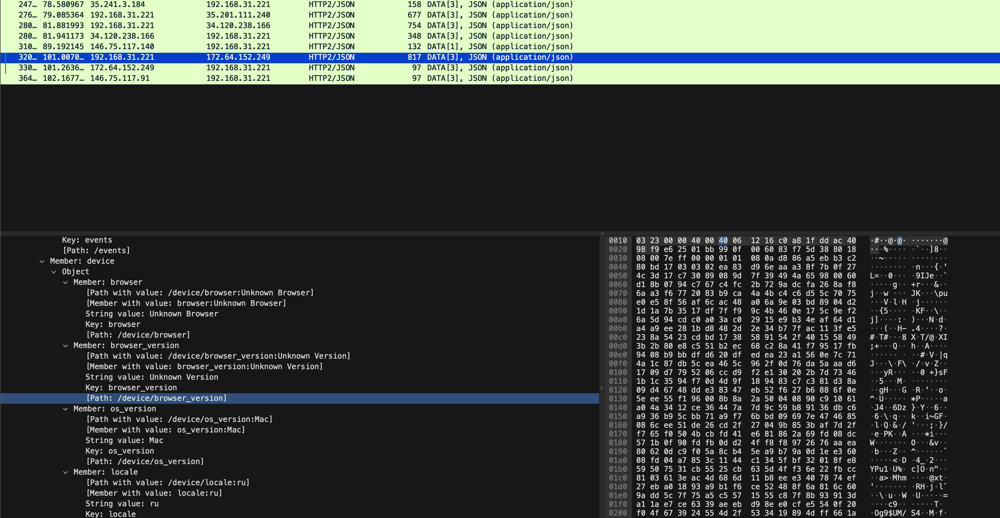 247… 78.580967 35.241.3.184 192.168.31.221 HTTP2/JSON 158 DATA[3], JSON (application/json)
276… 79.085364 192.168.31.221 35.201.111.240 HTTP2/JSON 677 DATA[3], JSON (application/json)
280… 81.881993 192.168.31.221 34.120.238.166 HTTP2/JSON 754 DATA[3], JSON (application/json)
280… 81.941173 34.120.238.166 192.168.31.221 HTTP2/JSON 348 DATA[3], JSON (application/json)
310… 89.192145 146.75.117.140 192.168.31.221 HTTP2/JSON 132 DATA[1], JSON (application/json)
320… 101.0070… 192.168.31.221 172.64.152.249 HTTP2/JSON 817 DATA[3], JSON (application/json)
330… 101.2636… 172.64.152.249 192.168.31.221 HTTP2/JSON 97 DATA[3], JSON (application/json)
364… 102.1677… 146.75.117.91 192.168.31.221 HTTP2/JSON 97 DATA[3], JSON (application/json)
Key: events
[Path: /events]
Member: device
Object
Member: browser
[Path with value: /device/browser:Unknown Browser]
[Member with value: browser:Unknown Browser]
String value: Unknown Browser
Key: browser
[Path: /device/browser]
Member: browser_version
[Path with value: /device/browser_version:Unknown Version]
[Member with value: browser_version:Unknown Version]
String value: Unknown Version
Key: browser_version
[Path: /device/browser_version]
Member: os_version
[Path with value: /device/os_version:Mac]
[Member with value: os_version:Mac]
String value: Mac
Key: os_version
[Path: /device/os_version]
Member: locale
[Path with value: /device/locale:ru]
[Member with value: locale:ru]
String value: ru
Key: locale
0010 03 23 00 00 40 00 40 06 12 16 c0 a8 1f dd ac 40 ·#··@·@· ·······@
0020 98 f9 e6 25 01 bb 99 0f 00 60 83 f7 5d 38 80 18 ···%···· ·`··]8··
0030 08 00 7e ff 00 00 01 01 08 0a d8 86 a5 eb b3 c2 ··~····· ········
0040 80 bd 17 03 03 02 ea 83 d9 6e aa a3 8f 7b 0f 27 ········ ·n···{·'
0050 4c 3d 17 c7 30 89 08 9d 7f 39 49 4a 65 98 00 60 L=··0··· ·9IJe··`
0060 d1 8b 07 94 c7 67 c4 fc 2b 72 9a dc fa 26 8a f8 ·····g·· +r···&··
0070 6a a3 f6 77 20 83 b9 ca 4a 4b c4 c6 d5 5c 70 75 j··w ··· JK···\pu
0080 e0 e5 8f 56 af 6c ac 48 a0 6a 9e 03 bd 89 04 d2 ···V·l·H ·j······
0090 1d 1a 7b 35 17 df 7f f9 9c 4b 46 0e 17 5c 9e f2 ··{5···· ·KF··\··
00a0 6a 5d 94 cd c0 a0 3a c0 29 15 e9 b3 4e af 64 d1 j]····:· )···N·d·
00b0 a4 a9 ee 28 1b d8 48 2d 2e 34 b7 7f ac 11 3f e5 ···(··H- .4····?·
00c0 23 8a 54 23 cd bd 17 38 58 91 54 2f 40 15 58 49 #·T#···8 X·T/@·XI
00d0 3b 2b 80 e8 c5 51 b2 ec 68 c2 8a 41 f7 95 17 fb ;+···Q·· h··A····
00e0 94 08 b9 bb df d6 20 df ed ea 23 a1 56 0e 7c 71 ······ · ··#·V·|q
00f0 4a 1c 87 db 5c ea 46 5c 96 2f 0d 76 da 5a aa d6 J···\·F\ ·/·v·Z··
0100 17 09 d7 79 52 06 cc d9 f2 e1 30 20 2b 7d 73 46 ···yR··· ··0 +}sF
0110 1b 1c 35 94 f7 0d 4d 9f 18 94 83 c7 c3 81 d3 8a ··5···M· ········
0120 09 d4 67 48 dd e3 83 47 eb 52 f6 27 b6 88 6f 0e ··gH···G ·R·'··o·
0130 5e ee 55 f1 96 00 8b 8a 2a 50 04 08 90 c9 10 61 ^·U····· *P·····a
0140 a0 4a 34 12 ce 36 44 7a 7d 9c 59 b8 91 36 db c6 ·J4··6Dz }·Y··6··
0150 a9 36 b9 5c bb 71 a9 f7 6b bd 09 69 7e 47 46 85 ·6·\·q·· k··i~GF·
0160 08 6c ee 51 de 26 cd 2f 27 04 9b 85 3b af 7d 2f ·l·Q·&·/ '···;·}/
0170 f7 65 f0 50 4b cb fd 41 e6 81 86 2a 69 fd 08 dc ·e·PK··A ···*i···
0180 57 1b 0f 90 fd fb 0d d2 4f f8 f8 97 26 76 aa ea W······· O···&v··
0190 80 62 0d c9 f0 5a 8c b4 5e a9 b7 9a 0d 1e e3 60 ·b···Z·· ^······`
01a0 08 fd 04 a7 85 3c 11 44 c1 34 5f bf 32 01 8f e8 ·····<·D ·4_·2···
01b0 59 50 75 31 cb 55 25 cb 63 5d 4f f3 6e 22 fb cc YPu1·U%· c]O·n"··
01c0 81 03 61 3e ac 4d 68 6d 11 b8 ee e3 40 78 74 ef ··a>·Mhm ····@xt·
01d0 27 eb a0 18 93 a9 b1 f6 ce 52 48 8f 6a 81 6c 60 '······· ·RH·j·l`
01e0 9a dd 5c 7f 75 a5 c5 57 15 55 c8 7f 8b 93 91 3d ··\·u··W ·U·····=
01f0 a1 1a e7 ce 63 39 ae eb d9 8e e0 cf e5 54 0f 20 ····c9·· ·····T· 
0200 f0 4f 67 39 24 55 4d 2f 53 34 19 89 4d ff 66 1a ·Og9$UM/ S4··M·f·